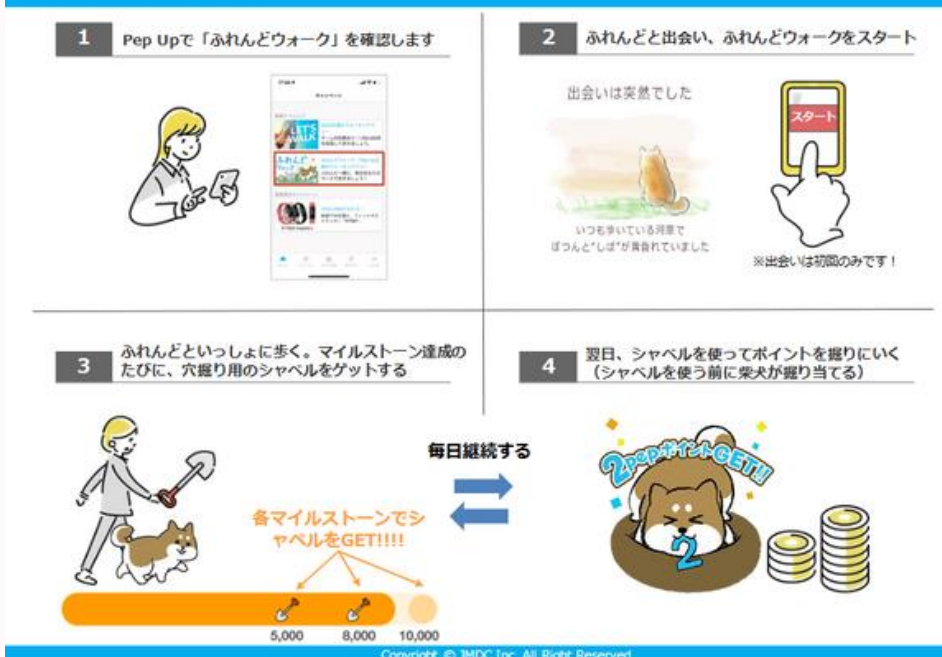 1
Pep Upで「ふれんどウォーク」を確認します
LET'S
WALK
ふれんど
2
ふれんどと出会い、ふれんどウォークをスタート
出会いは突然でした
いつも歩いている河原で
ぽつんと"しば"が黄昏れていました
スタート
※出会いは初回のみです！
3
ふれんどといっしょに歩く。マイルストーン達成の
たびに、穴掘り用のシャベルをゲットする
各マイルストーンでシ
ャベルをGET!!!!
5,000
8,000
10,000
毎日継続する
4
翌日、シャベルを使ってポイントを掘りにいく
（シャベルを使う前に柴犬が掘り当てる）
2pepポイントGET!!
2
Copyright © JMDC Inc. All Right Reserved